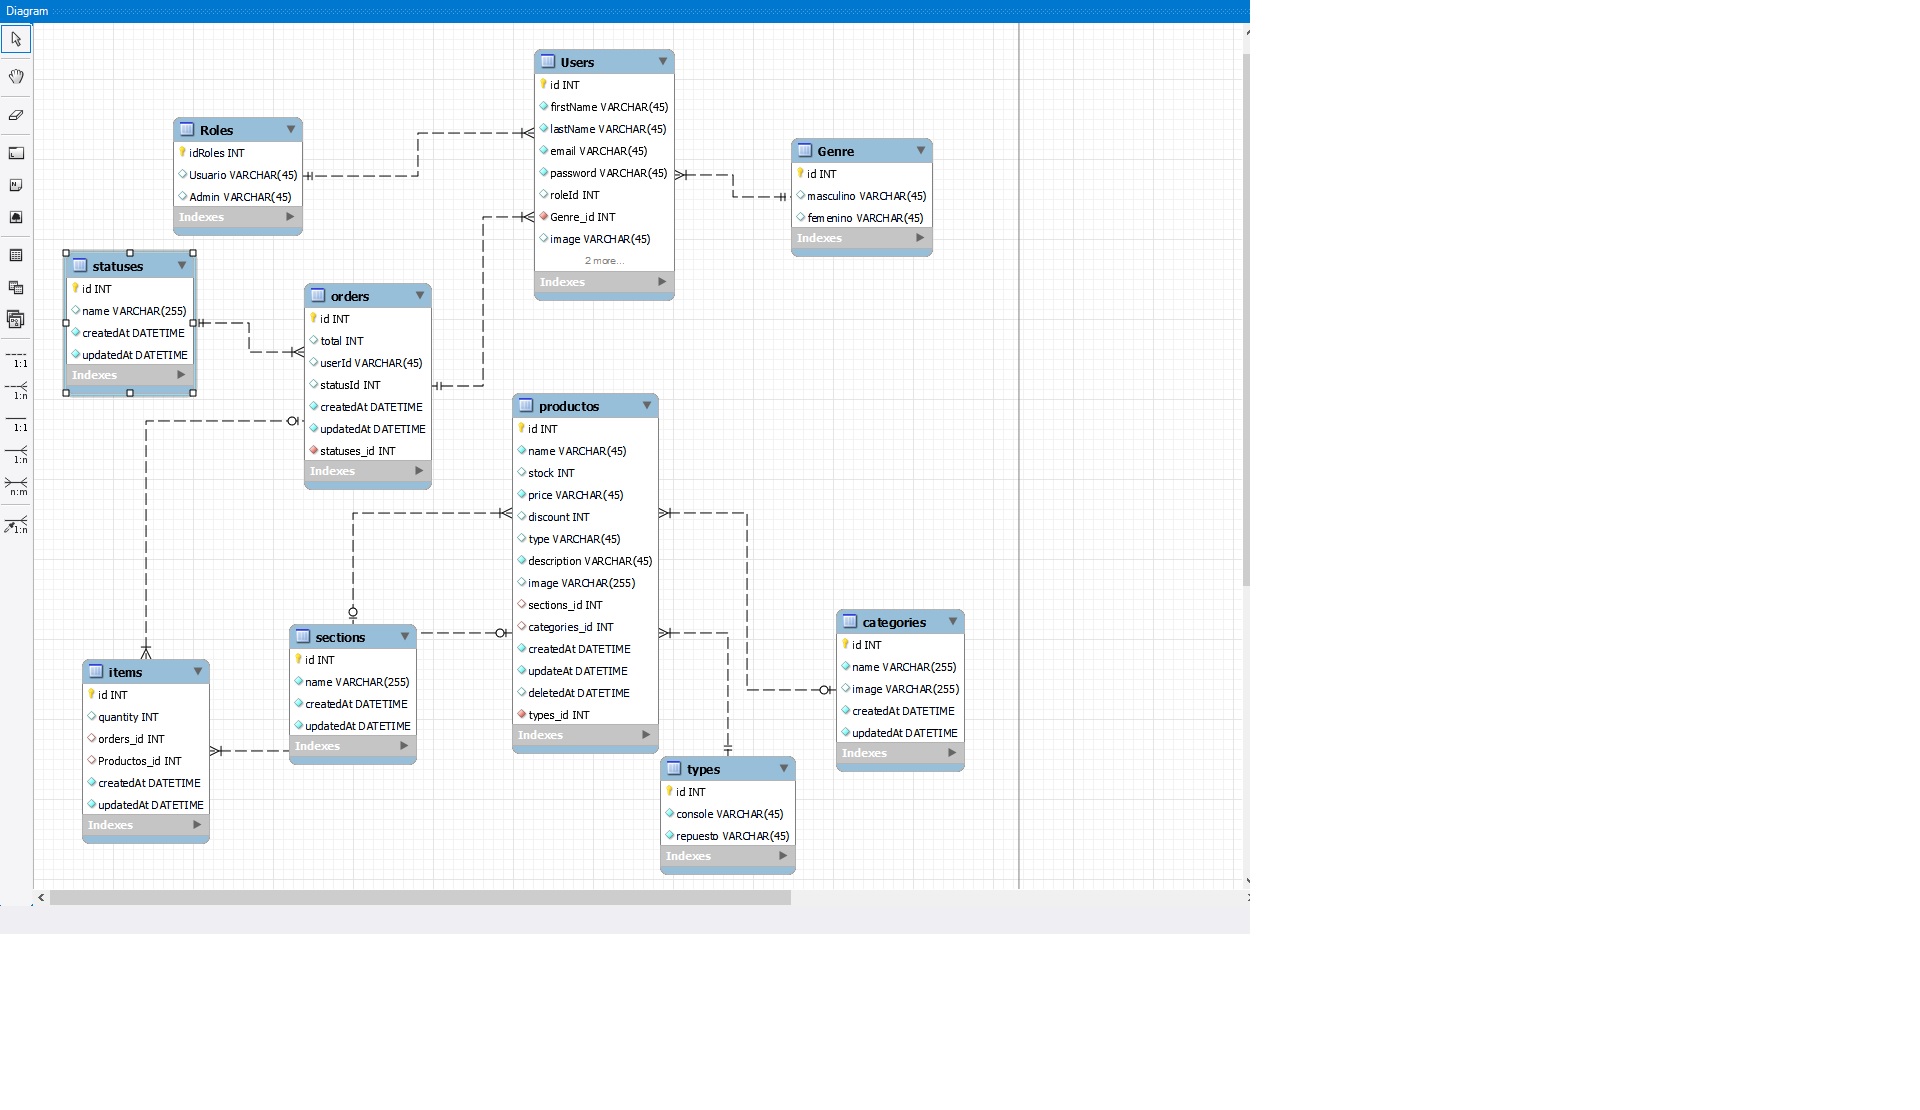 Diagram
Users
id INT
firstName VARCHAR(45)
lastName VARCHAR(45)
email VARCHAR(45)
password VARCHAR(45)
roleId INT
Genre_id INT
image VARCHAR(45)
2 more...
Indexes
Roles
idRoles INT
Usuario VARCHAR(45)
Admin VARCHAR(45)
Indexes
Genre
id INT
masculino VARCHAR(45)
femenino VARCHAR(45)
Indexes
statuses
id INT
name VARCHAR(255)
createdAt DATETIME
updatedAt DATETIME
Indexes
orders
id INT
total INT
userId VARCHAR(45)
statusId INT
createdAt DATETIME
updatedAt DATETIME
statuses_id INT
Indexes
productos
id INT
name VARCHAR(45)
stock INT
price VARCHAR(45)
discount INT
type VARCHAR(45)
description VARCHAR(45)
image VARCHAR(255)
sections_id INT
categories_id INT
createdAt DATETIME
updateAt DATETIME
deletedAt DATETIME
types_id INT
Indexes
sections
id INT
name VARCHAR(255)
createdAt DATETIME
updatedAt DATETIME
Indexes
items
id INT
quantity INT
orders_id INT
Productos_id INT
createdAt DATETIME
updatedAt DATETIME
Indexes
categories
id INT
name VARCHAR(255)
image VARCHAR(255)
createdAt DATETIME
updatedAt DATETIME
Indexes
types
id INT
console VARCHAR(45)
repuesto VARCHAR(45)
Indexes
1:1
1:n
1:1
1:n
n:m
1:n